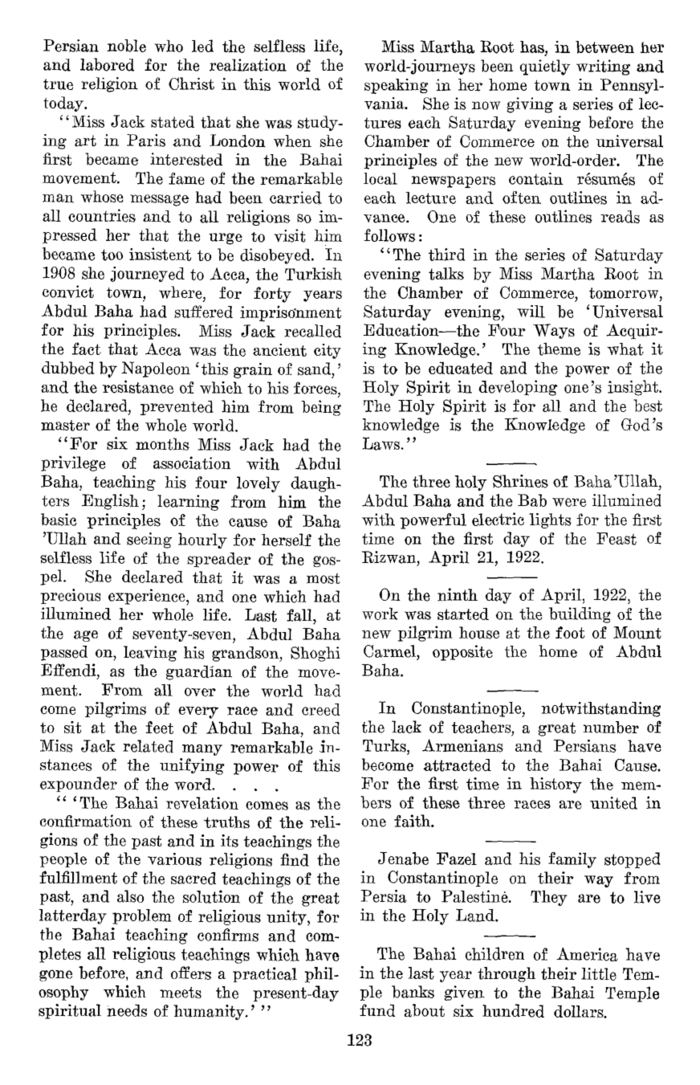 Persian noble who led the selfless life,
and labored for the realization of the
true religion of Christ in this world of
today.
"Miss Jack stated that she was study-
ing art in Paris and London when she
first became interested in the Bahai
movement. The fame of the remarkable
man whose message had been carried to
all countries and to all religions so im-
pressed her that the urge to visit him
became too insistent to be disobeyed. In
1908 she journeyed to Acca, the Turkish
convict town, where, for forty years
Abdul Baha had suffered imprisonment
for his principles. Miss Jack recalled
the fact that Acca was the ancient city
dubbed by Napoleon 'this grain of sand,'
and the resistance of which to his forces,
he declared, prevented him from being
master of the whole world.
"For six months Miss Jack had the
privilege of association with Abdul
Baha, teaching his four lovely daugh-
ters English; learning from him the
basic principles of the cause of Baha
'Ullah and seeing hourly for herself the
selfless life of the spreader of the gos-
pel. She declared that it was a most
precious experience, and one which had
illumined her whole life. Last fall, at
the age of seventy-seven, Abdul Baha
passed on, leaving his grandson, Shoghi
Effendi, as the guardian of the move-
ment. From all over the world had
come pilgrims of every race and creed
to sit at the feet of Abdul Baha, and
Miss Jack related many remarkable in-
stances of the unifying power of this
expounder of the word. . . .
" 'The Bahai revelation comes as the
confirmation of these truths of the reli-
gions of the past and in its teachings the
people of the various religions find the
fulfillment of the sacred teachings of the
past, and also the solution of the great
latterday problem of religious unity, for
the Bahai teaching confirms and com-
pletes all religious teachings which have
gone before, and offers a practical phil-
osophy which meets the present-day
spiritual needs of humanity.' "
Miss Martha Root has, in between her
world-journeys been quietly writing and
speaking in her home town in Pennsyl-
vania. She is now giving a series of lec-
tures each Saturday evening before the
Chamber of Commerce on the universal
principles of the new world-order. The
local newspapers contain résumés of
each lecture and often outlines in ad-
vance. One of these outlines reads as
follows:
"The third in the series of Saturday
evening talks by Miss Martha Root in
the Chamber of Commerce, tomorrow,
Saturday evening, will be 'Universal
Education—the Four Ways of Acquir-
ing Knowledge.' The theme is what it
is to be educated and the power of the
Holy Spirit in developing one's insight.
The Holy Spirit is for all and the best
knowledge is the Knowledge of God's
Laws."
The three holy Shrines of Baha'Ullah,
Abdul Baha and the Bab were illumined
with powerful electric lights for the first
time on the first day of the Feast of
Rizwan, April 21, 1922.
On the ninth day of April, 1922, the
work was started on the building of the
new pilgrim house at the foot of Mount
Carmel, opposite the home of Abdul
Baha.
In Constantinople, notwithstanding
the lack of teachers, a great number of
Turks, Armenians and Persians have
become attracted to the Bahai Cause.
For the first time in history the mem-
bers of these three races are united in
one faith.
Jenabe Fazel and his family stopped
in Constantinople on their way from
Persia to Palestine. They are to live
in the Holy Land.
The Bahai children of America have
in the last year through their little Tem-
ple banks given to the Bahai Temple
fund about six hundred dollars.
123